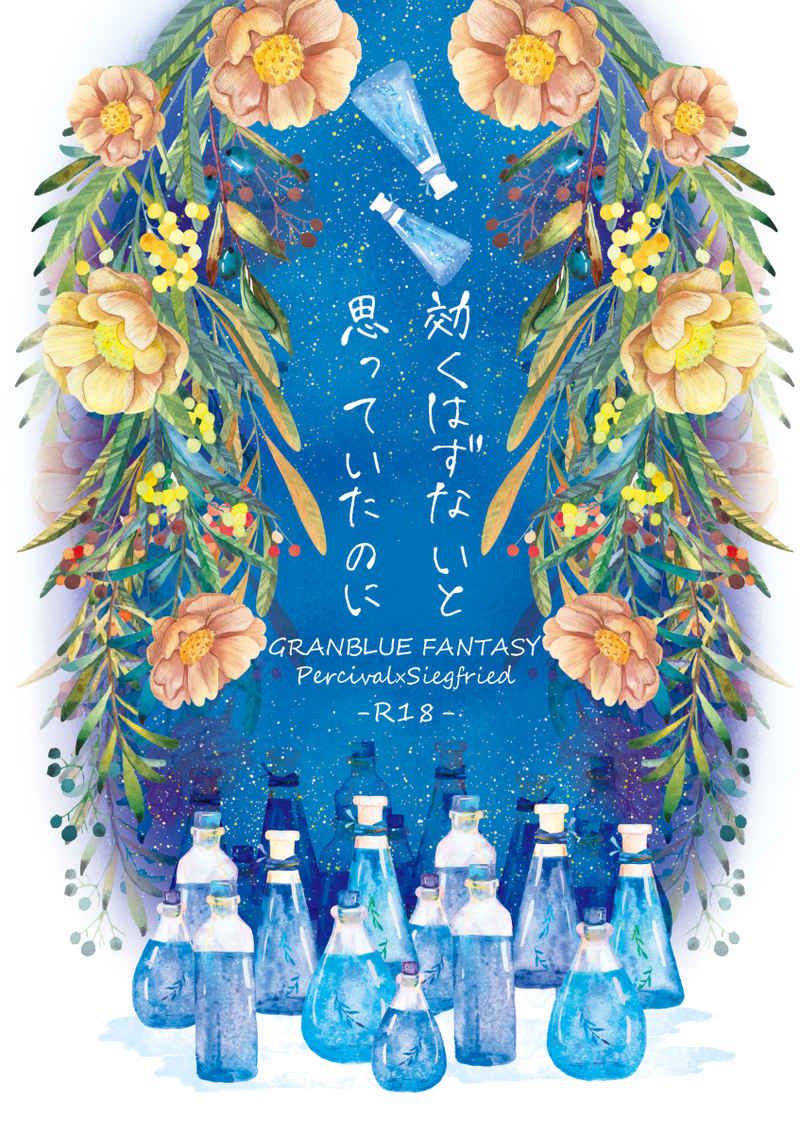 効くはずないと
思っていたのに
GRANBLUE FANTASY
PercivalxSiegfried
-R18-